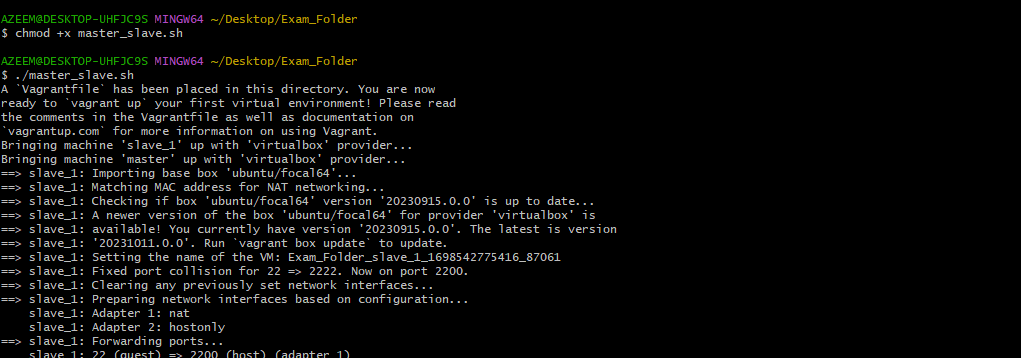 AZEEM@DESKTOP-UHFJC9S MINGW64 ~/Desktop/Exam_Folder
$ chmod +x master_slave.sh
AZEEM@DESKTOP-UHFJC9S MINGW64 ~/Desktop/Exam_Folder
$ ./master_slave.sh
A `Vagrantfile` has been placed in this directory. You are now
ready to `vagrant up` your first virtual environment! Please read
the comments in the Vagrantfile as well as documentation on
`vagrantup.com` for more information on using Vagrant.
Bringing machine 'slave_1' up with 'virtualbox' provider...
Bringing machine 'master' up with 'virtualbox' provider...
==> slave_1: Importing base box 'ubuntu/focal64'...
==> slave_1: Matching MAC address for NAT networking...
==> slave_1: Checking if box 'ubuntu/focal64' version '20230915.0.0' is up to date...
==> slave_1: A newer version of the box 'ubuntu/focal64' for provider 'virtualbox' is
==> slave_1: available! You currently have version '20230915.0.0'. The latest is version
==> slave_1: '20231011.0.0'. Run `vagrant box update` to update.
==> slave_1: Setting the name of the VM: Exam_Folder_slave_1_1698542775416_87061
==> slave_1: Fixed port collision for 22 => 2222. Now on port 2200.
==> slave_1: Clearing any previously set network interfaces...
==> slave_1: Preparing network interfaces based on configuration...
slave_1: Adapter 1: nat
slave_1: Adapter 2: hostonly
==> slave_1: Forwarding ports...
slave_1: 22 (guest) => 2200 (host) (adapter 1)